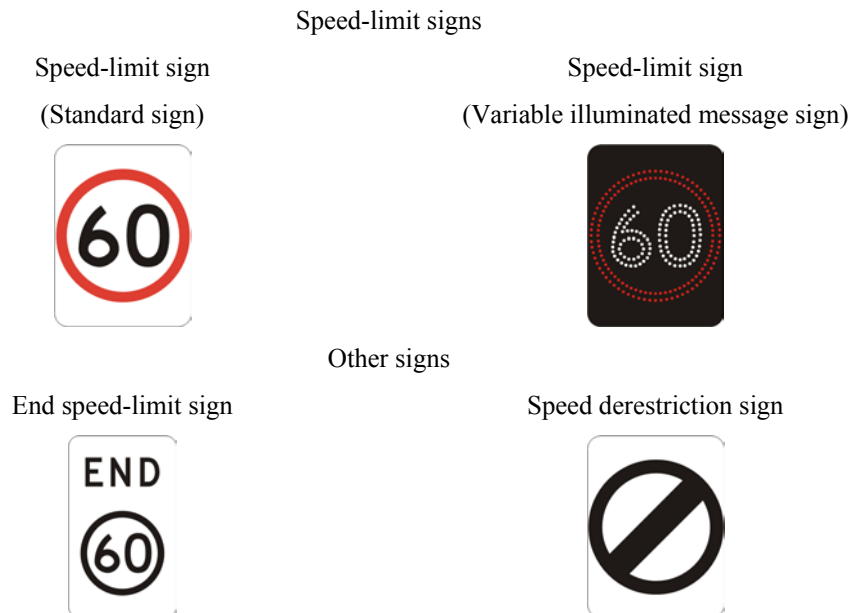 Speed-limit signs
Speed-limit sign
(Standard sign)
60
Speed-limit sign
(Variable illuminated message sign)
60
Other signs
End speed-limit sign
END
60
Speed derestriction sign